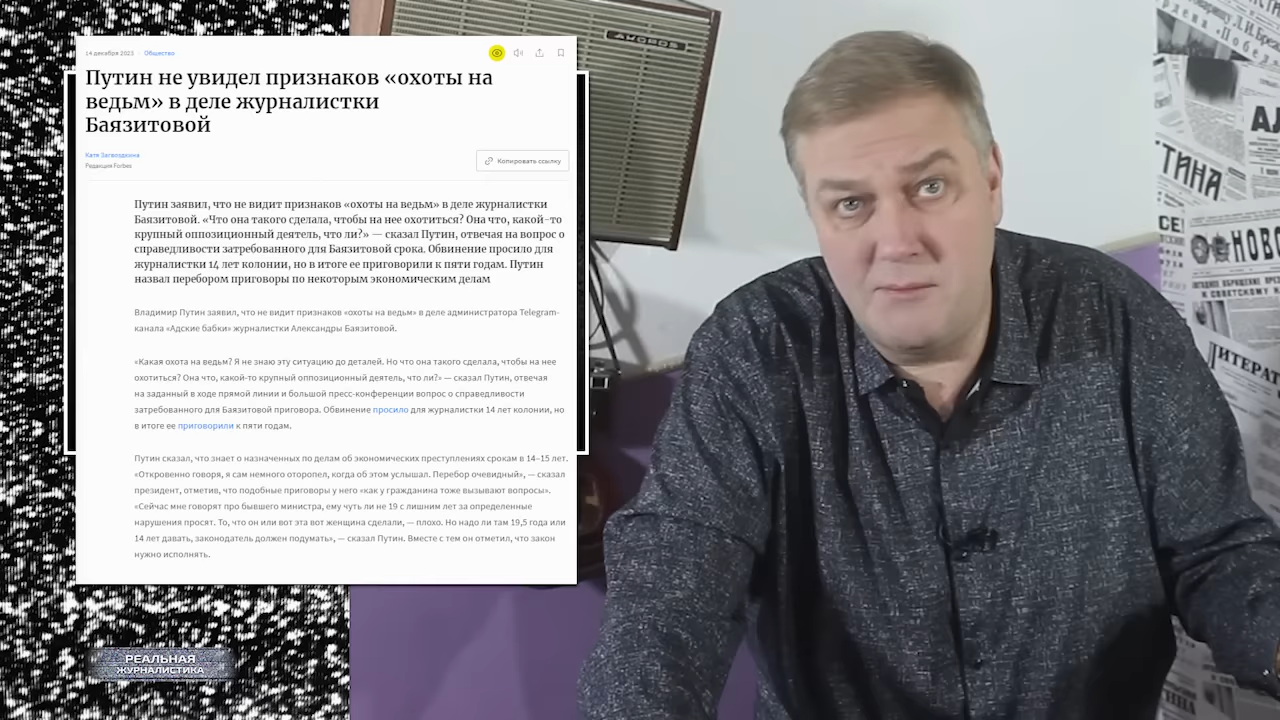 14 декабря 2023 Общество
Путин не увидел признаков «охоты на
ведьм» в деле журналистки
Баязитовой
Катя Загвоздкина
Редакция Forbes
Копировать ссылку
Путин заявил, что не видит признаков «охоты на ведьм» в деле журналистки
Баязитовой. «Что она такого сделала, чтобы на нее охотиться? Она что, какой-то
крупный оппозиционный деятель, что ли?» — сказал Путин, отвечая на вопрос о
справедливости затребованного для Баязитовой срока. Обвинение просило для
журналистки 14 лет колонии, но в итоге ее приговорили к пяти годам. Путин
назвал перебором приговоры по некоторым экономическим делам
Владимир Путин заявил, что не видит признаков «охоты на ведьм» в деле администратора Telegram-
канала «Адские бабки» журналистки Александры Баязитовой.
«Какая охота на ведьм? Я не знаю эту ситуацию до деталей. Но что она такого сделала, чтобы на нее
охотиться? Она что, какой-то крупный оппозиционный деятель, что ли?» — сказал Путин, отвечая
на заданный в ходе прямой линии и большой пресс-конференции вопрос о справедливости
затребованного для Баязитовой приговора. Обвинение просило для журналистки 14 лет колонии, но
в итоге ее приговорили к пяти годам.
Путин сказал, что знает о назначенных по делам об экономических преступлениях срокам в 14–15 лет.
«Откровенно говоря, я сам немного оторопел, когда об этом услышал. Перебор очевидный», — сказал
президент, отметив, что подобные приговоры у него «как у гражданина тоже вызывают вопросы».
«Сейчас мне говорят про бывшего министра, ему чуть ли не 19 с лишним лет за определенные
нарушения просят. То, что он или вот эта вот женщина сделали, — плохо. Но надо ли там 19,5 года или
14 лет давать, законодатель должен подумать», — сказал Путин. Вместе с тем он отметил, что закон
нужно исполнять.
РЕАЛЬНАЯ
ЖУРНАЛИСТИКА
AKORDS
ТИНА
НОВО
ЛИТЕРАТ